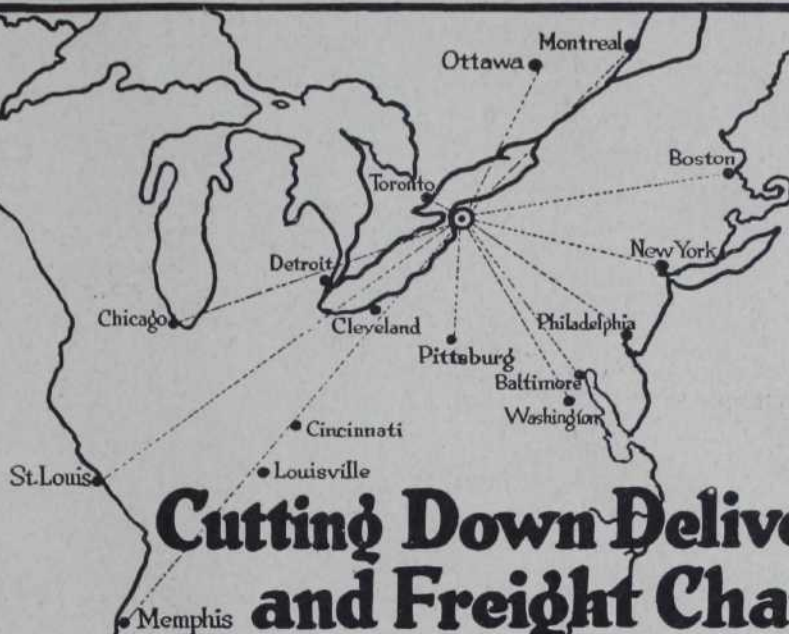 Montreal
Ottawa
Boston
Toronto
New York
Detroit
Chicago
Cleveland
Philadelphia
Pittsburg
Baltimore
Washington
Cincinnati
St. Louis
Louisville
Cutting Down
and Freight
Memphis